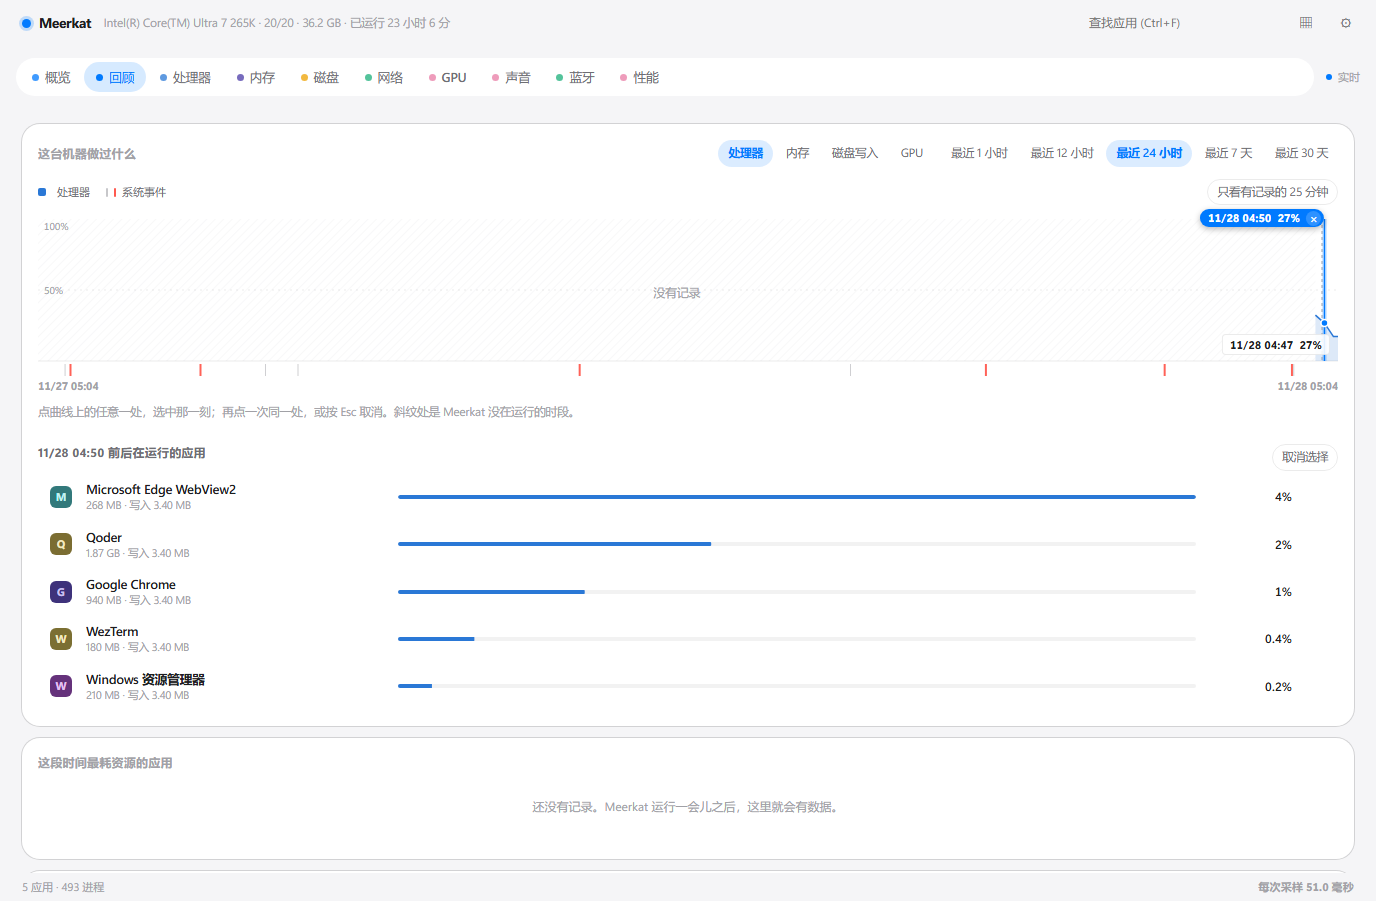 Meerkat Intel(R) Core(TM) Ultra 7 265K · 20/20 · 36.2 GB · 已运行 23 小时 6 分 查找应用 (Ctrl+F)
概览 回顾 处理器 内存 磁盘 网络 GPU 声音 蓝牙 性能 实时
这台机器做过什么 处理器 内存 磁盘写入 GPU 最近 1 小时 最近 12 小时 最近 24 小时 最近 7 天 最近 30 天
处理器 系统事件 只看有记录的 25 分钟
11/28 04:50 27% ×
100%
50% 没有记录
11/28 04:47 27%
11/27 05:04 11/28 05:04
点曲线上的任意一处，选中那一刻；再点一次同一处，或按 Esc 取消。斜纹处是 Meerkat 没在运行的时段。
11/28 04:50 前后在运行的应用 取消选择
M Microsoft Edge WebView2 4%
268 MB · 写入 3.40 MB
Q Qoder 2%
1.87 GB · 写入 3.40 MB
G Google Chrome 1%
940 MB · 写入 3.40 MB
W WezTerm 0.4%
180 MB · 写入 3.40 MB
W Windows 资源管理器 0.2%
210 MB · 写入 3.40 MB
这段时间最耗资源的应用
还没有记录。Meerkat 运行一会儿之后，这里就会有数据。
5 应用 · 493 进程 每次采样 51.0 毫秒